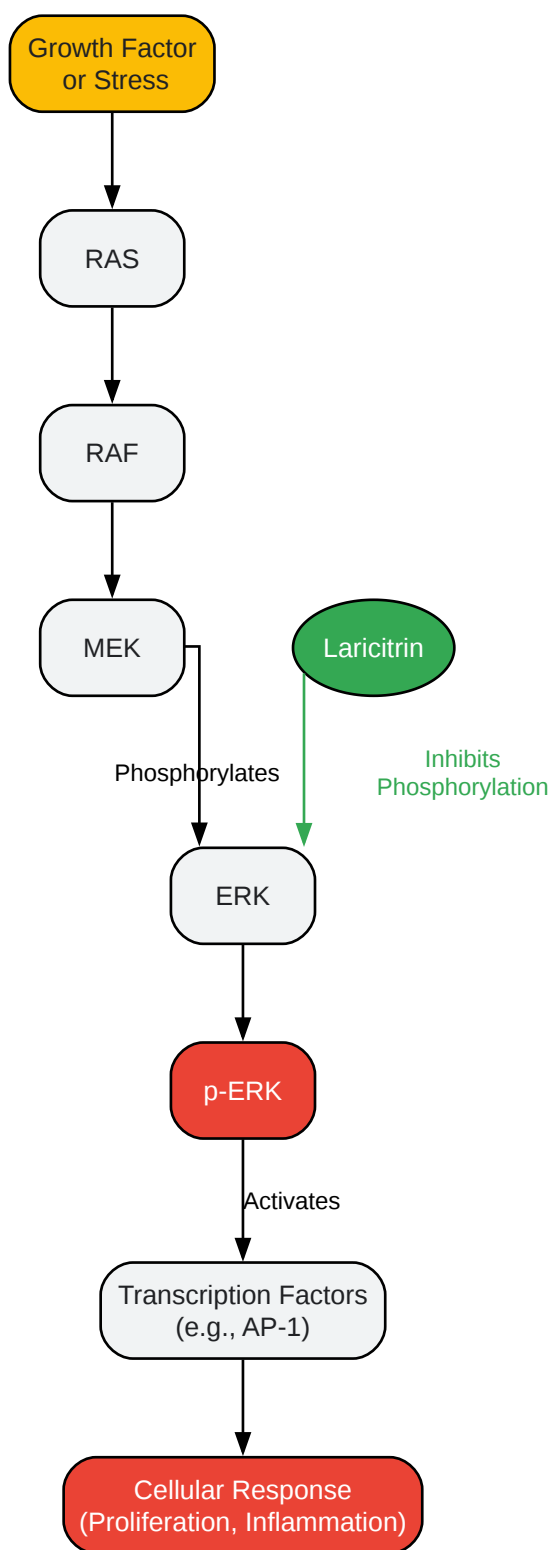 Growth Factor
or Stress
RAS
RAF
MEK
Laricitrin
Phosphorylates
Inhibits
Phosphorylation
ERK
p-ERK
Activates
Transcription Factors
(e.g., AP-1)
Cellular Response
(Proliferation, Inflammation)